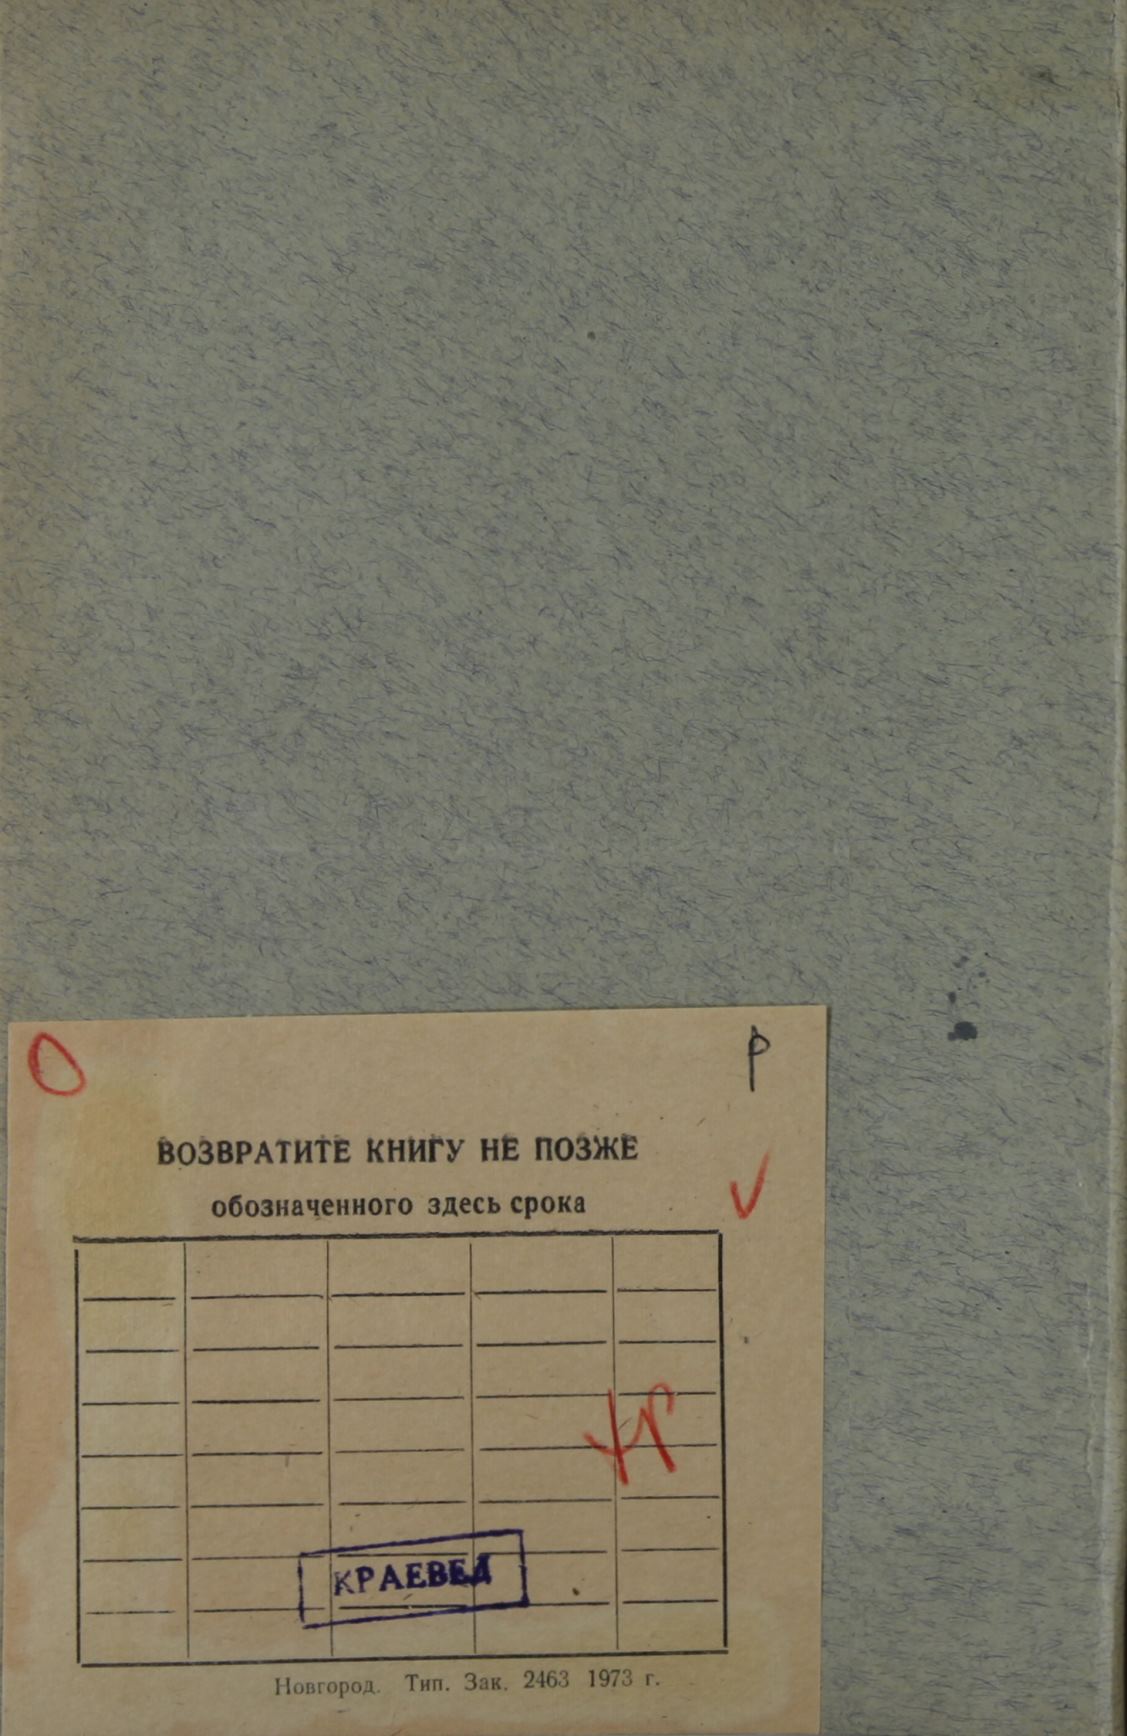 О
Р
ВОЗВРАТИТЕ КНИГУ НЕ ПОЗЖЕ
обозначенного здесь срока
КРАЕВЕД
Новгород. Тип. Зак. 2463 1973 г.